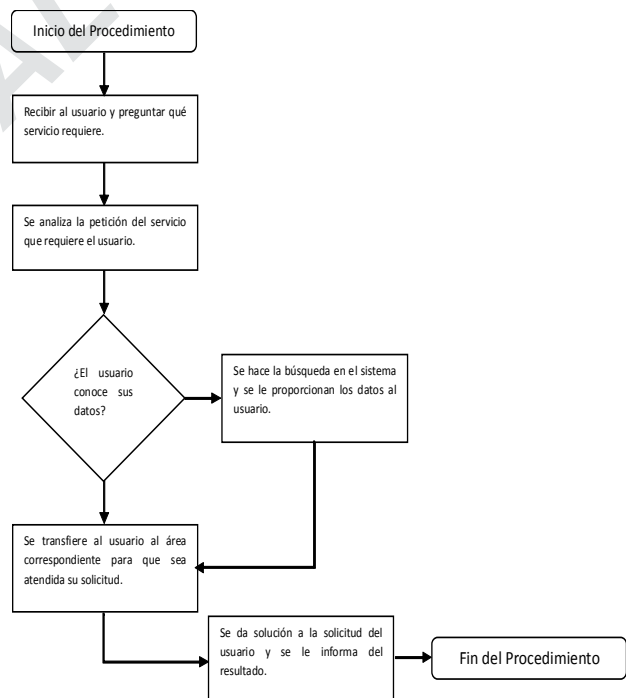 Inicio del Procedimiento
Recibir al usuario y preguntar qué
servicio requiere.
Se analiza la petición del servicio
que requiere el usuario.
¿El usuario
conoce sus
datos?
Se hace la búsqueda en el sistema
y se le proporcionan los datos al
usuario.
Se transfiere al usuario al área
correspondiente para que sea
atendida su solicitud.
Se da solución a la solicitud del
usuario y se le informa del
resultado.
Fin del Procedimiento